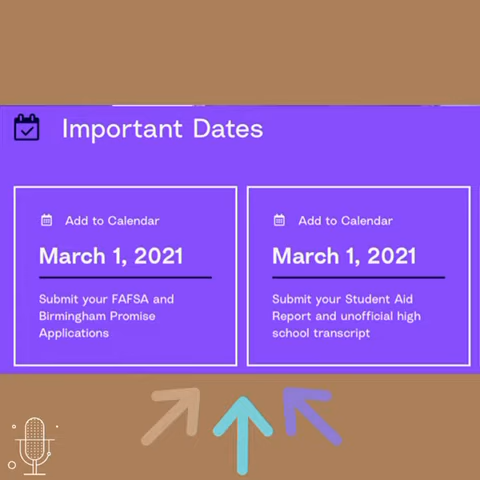 Important Dates
Add to Calendar
March 1, 2021
Submit your FAFSA and
Birmingham Promise
Applications
Add to Calendar
March 1, 2021
Submit your Student Aid
Report and unofficial high
school transcript